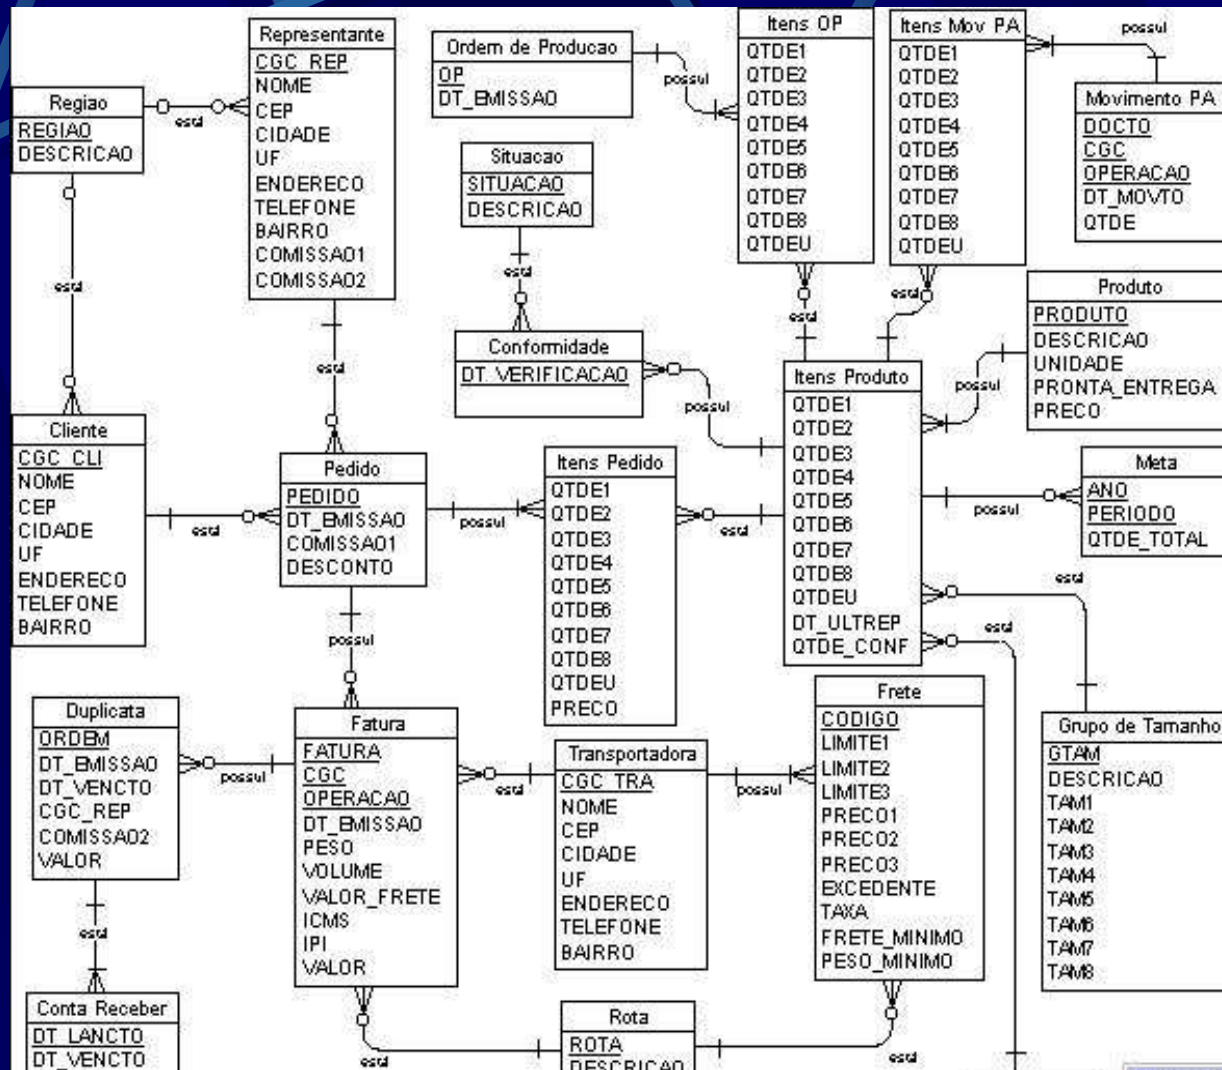 Representante
CGC_REP
NOME
CEP
CIDADE
UF
ENDERECO
TELEFONE
BAIRRO
COMISSAO1
COMISSAO2
Regiao
REGIAO
DESCRICAO
esta
esta
esta
Ordem de Producao
OP
DT_EMISSAO
possui
Situacao
SITUACAO
DESCRICAO
esta
Itens OP
QTDE1
QTDE2
QTDE3
QTDE4
QTDE5
QTDE6
QTDE7
QTDE8
QTDEU
esta
Itens Mov PA
QTDE1
QTDE2
QTDE3
QTDE4
QTDE5
QTDE6
QTDE7
QTDE8
QTDEU
esta
possui
Movimento PA
DOCTO
CGC
OPERACAO
DT_MOVTO
QTDE
Produto
PRODUTO
DESCRICAO
UNIDADE
PRONTA_ENTREGA
PRECO
possui
Conformidade
DT_VERIFICACAO
possui
Itens Produto
QTDE1
QTDE2
QTDE3
QTDE4
QTDE5
QTDE6
QTDE7
QTDE8
QTDEU
DT_ULTREP
QTDE_CONF
Meta
ANO
PERIODO
QTDE_TOTAL
possui
esta
esta
Cliente
CGC_CLI
NOME
CEP
CIDADE
UF
ENDERECO
TELEFONE
BAIRRO
esta
Pedido
PEDIDO
DT_EMISSAO
COMISSAO1
DESCONTO
possui
possui
Itens Pedido
QTDE1
QTDE2
QTDE3
QTDE4
QTDE5
QTDE6
QTDE7
QTDE8
QTDEU
PRECO
esta
Duplicata
ORDEM
DT_EMISSAO
DT_VENCTO
CGC_REP
COMISSAO2
VALOR
possui
esta
Fatura
FATURA
CGC
OPERACAO
DT_EMISSAO
PESO
VOLUME
VALOR_FRETE
ICMS
IPI
VALOR
esta
Transportadora
CGC_TRA
NOME
CEP
CIDADE
UF
ENDERECO
TELEFONE
BAIRRO
possui
Frete
CODIGO
LIMITE1
LIMITE2
LIMITE3
PRECO1
PRECO2
PRECO3
EXCEDENTE
TAXA
FRETE_MINIMO
PESO_MINIMO
Grupo de Tamanho
GTAM
DESCRICAO
TAM1
TAM2
TAM3
TAM4
TAM5
TAM6
TAM7
TAM8
Conta Receber
DT_LANCTO
DT_VENCTO
esta
Rota
ROTA
DESCRICAO
esta